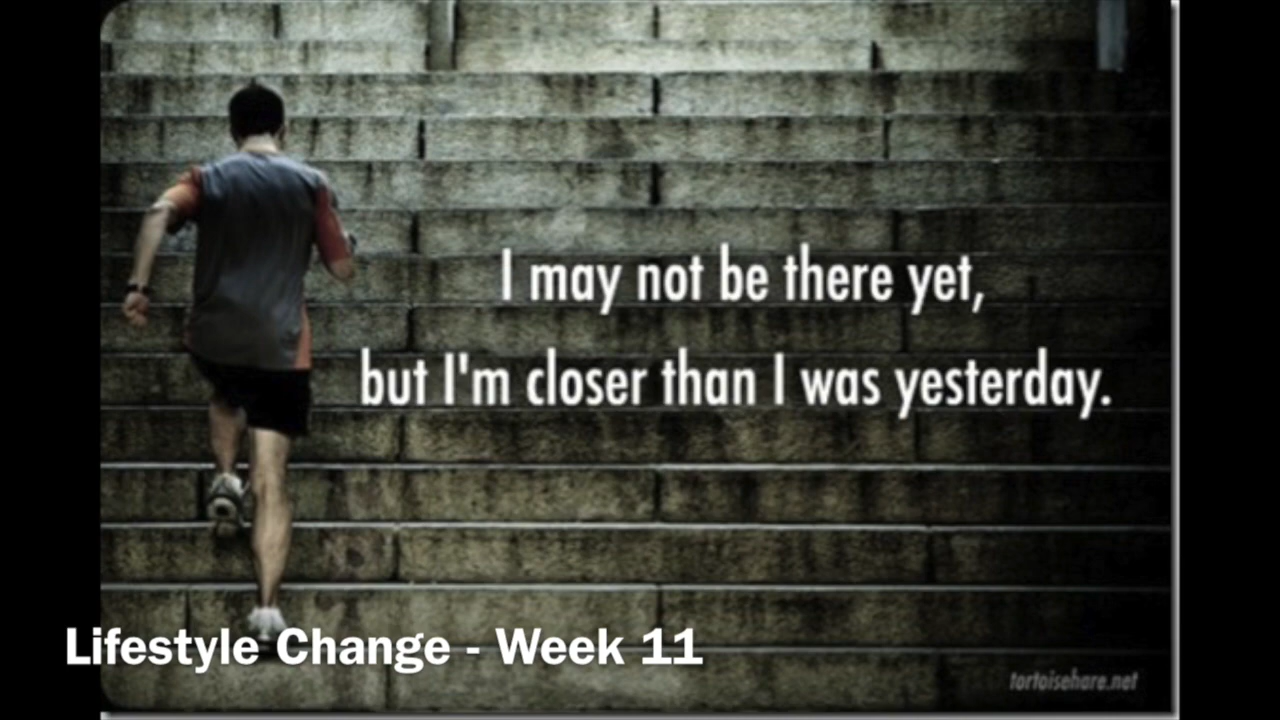 I may not be there yet,
but I'm closer than I was yesterday.
Lifestyle Change - Week 11
tortoisehare.net